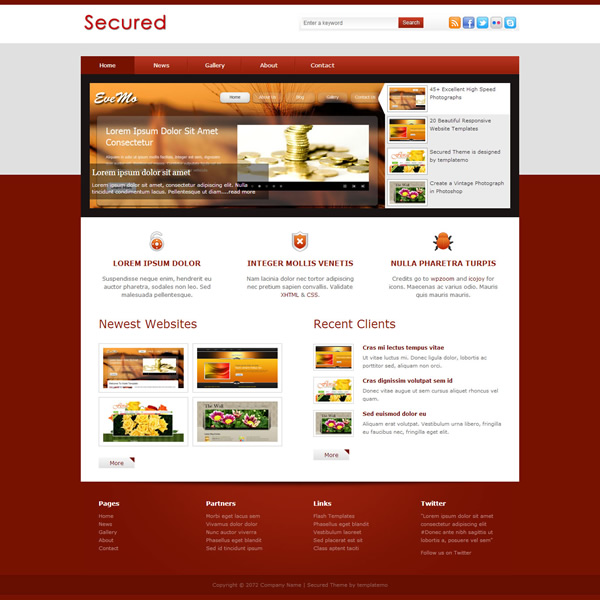 Secured
Enter a keyword
Search
Home
News
Gallery
About
Contact
EveMo
Home
About Us
Blog
Gallery
Contact Us
Lorem Ipsum Dolor Sit Amet
Consectetur
Lorem ipsum dolor sit amet
Lorem ipsum dolor sit amet, consectetur adipiscing elit. Nulla
tincidunt condimentum lacus. Pellentesque ut diam....read more
45+ Excellent High Speed
Photographs
20 Beautiful Responsive
Website Templates
Secured Theme is designed
by templatemo
Create a Vintage Photograph
in Photoshop
LOREM IPSUM DOLOR
Suspendisse neque enim, hendrerit eu
auctor pharetra, sodales non leo. Sed
malesuada pellentesque.
INTEGER MOLLIS VENETIS
Nam lacinia dolor nec tortor adipiscing
nec pretium sapien convallis. Validate
XHTML & CSS.
NULLA PHARETRA TURPIS
Credits go to wpzoom and icojoy for
icons. Maecenas ac varius odio. Mauris
quis mauris mauris.
Newest Websites
More
Recent Clients
Cras mi lectus tempus vitae
Ut vitae luctus mi. Donec ligula dolor, lobortis ac
porttitor sed, aliquam non orci.
Cras dignissim volutpat sem id
Donec vitae augue ut sem cursus aliquet rhoncus vel
quam.
Sed euismod dolor eu
Aliquam erat volutpat. Vestibulum urna libero, fringilla
eu faucibus nec, fringilla eget elit.
More
Pages
Home
News
Gallery
About
Contact
Partners
Morbi eget lacus sem
Vivamus dolor dolor
Nunc auctor viverra
Phasellus eget blandit
Sed id tincidunt ipsum
Links
Flash Templates
Phasellus eget blandit
Vestibulum laoreet
Sed placerat est id
Class aptent taoiti
Twitter
"Lorem ipsum dolor sit amet
consectetur adipiscing elit
#Donec ante nibh sit sagittis ut
lobortis a, posuera vel sem"
Follow us on Twitter
Copyright © 2072 Company Name | Secured Theme by templatemo